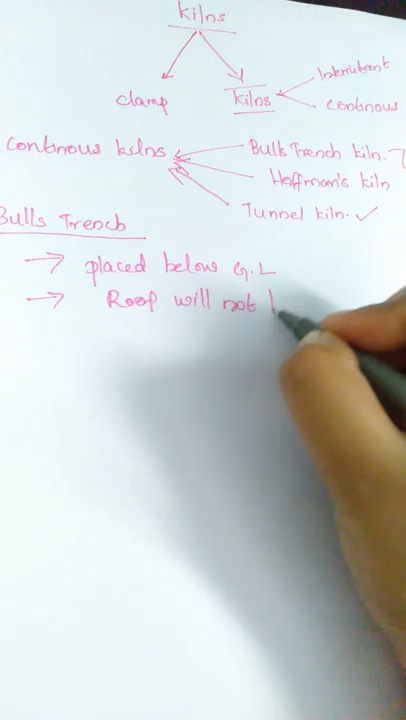 kilns
clamp
kilns
Intermittent
Continous
Continous kilns
Bulls Trench kiln.
Hoffman's kiln
Tunnel kiln.
Bulls Trench
placed below G.L
Roof will not